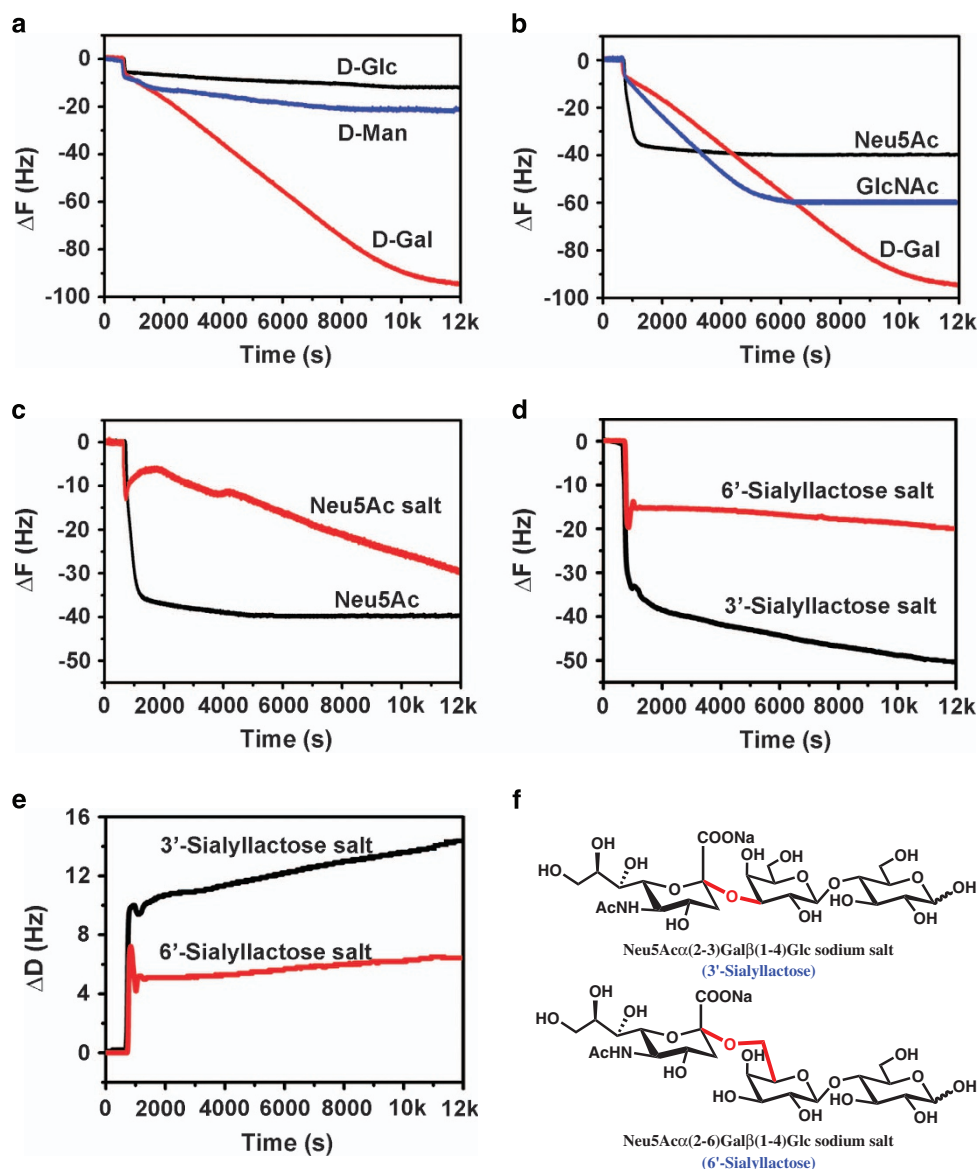 a
0
-20
-40
-60
-80
-100
ΔF (Hz)
D-Glc
D-Man
D-Gal
0 2000 4000 6000 8000 10k 12k
Time (s)
b
0
-20
-40
-60
-80
-100
ΔF (Hz)
Neu5Ac
GlcNAc
D-Gal
0 2000 4000 6000 8000 10k 12k
Time (s)
c
0
-10
-20
-30
-40
-50
ΔF (Hz)
Neu5Ac salt
Neu5Ac
0 2000 4000 6000 8000 10k 12k
Time (s)
d
0
-10
-20
-30
-40
-50
ΔF (Hz)
6’-Sialyllactose salt
3’-Sialyllactose salt
0 2000 4000 6000 8000 10k 12k
Time (s)
e
16
12
8
4
0
ΔD (Hz)
3’-Sialyllactose salt
6’-Sialyllactose salt
0 2000 4000 6000 8000 10k 12k
Time (s)
f
HO OH OH COONa OH OH OH
O O O O O
AcHN HO HO OH HO OH OH
Neu5Acα(2-3)Galβ(1-4)Glc sodium salt
(3'-Sialyllactose)
HO OH OH COONa
O O
AcHN OH OH OH
HO O O O OH
OH HO OH
Neu5Acα(2-6)Galβ(1-4)Glc sodium salt
(6'-Sialyllactose)